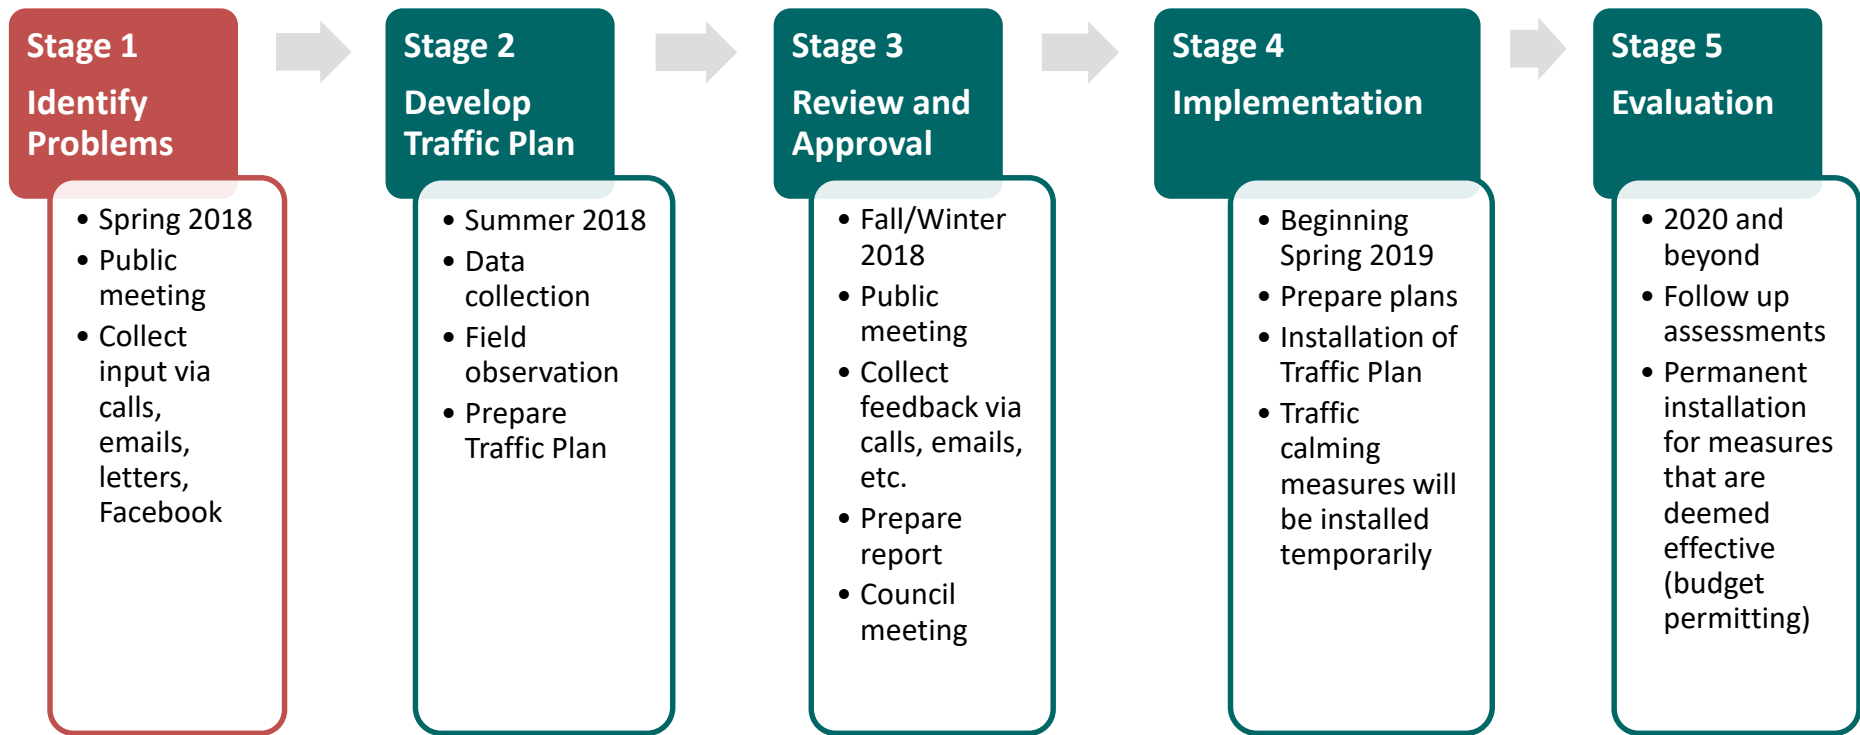 Stage 1
Identify
Problems
• Spring 2018
• Public
meeting
• Collect
input via
calls,
emails,
letters,
Facebook
Stage 2
Develop
Traffic Plan
• Summer 2018
• Data
collection
• Field
observation
• Prepare
Traffic Plan
Stage 3
Review and
Approval
• Fall/Winter
2018
• Public
meeting
• Collect
feedback via
calls, emails,
etc.
• Prepare
report
• Council
meeting
Stage 4
Implementation
• Beginning
Spring 2019
• Prepare plans
• Installation of
Traffic Plan
• Traffic
calming
measures will
be installed
temporarily
Stage 5
Evaluation
• 2020 and
beyond
• Follow up
assessments
• Permanent
installation
for measures
that are
deemed
effective
(budget
permitting)